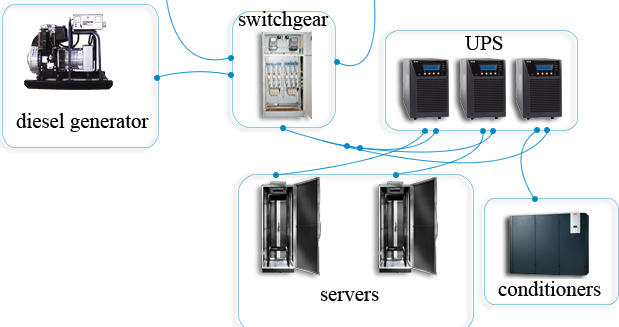 switchgear
UPS
diesel generator
servers
conditioners